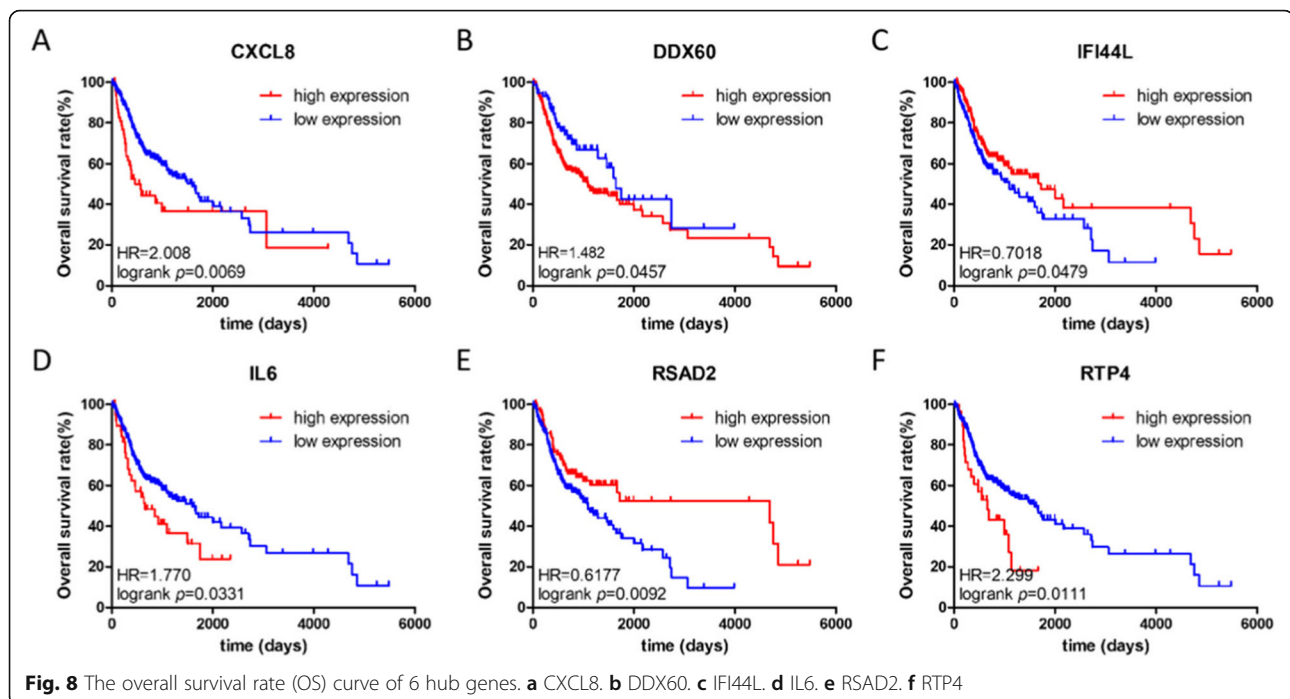 A
CXCL8
Overall survival rate(%)
100
80
60
40
20
0
high expression
low expression
HR=2.008
logrank p=0.0069
0 2000 4000 6000
time (days)
B
DDX60
Overall survival rate(%)
100
80
60
40
20
0
high expression
low expression
HR=1.482
logrank p=0.0457
0 2000 4000 6000
time (days)
C
IFI44L
Overall survival rate(%)
100
80
60
40
20
0
high expression
low expression
HR=0.7018
logrank p=0.0479
0 2000 4000 6000
time (days)
D
IL6
Overall survival rate(%)
100
80
60
40
20
0
high expression
low expression
HR=1.770
logrank p=0.0331
0 2000 4000 6000
time (days)
E
RSAD2
Overall survival rate(%)
100
80
60
40
20
0
high expression
low expression
HR=0.6177
logrank p=0.0092
0 2000 4000 6000
time (days)
F
RTP4
Overall survival rate(%)
100
80
60
40
20
0
high expression
low expression
HR=2.299
logrank p=0.0111
0 2000 4000 6000
time (days)
Fig. 8 The overall survival rate (OS) curve of 6 hub genes. a CXCL8. b DDX60. c IFI44L. d IL6. e RSAD2. f RTP4